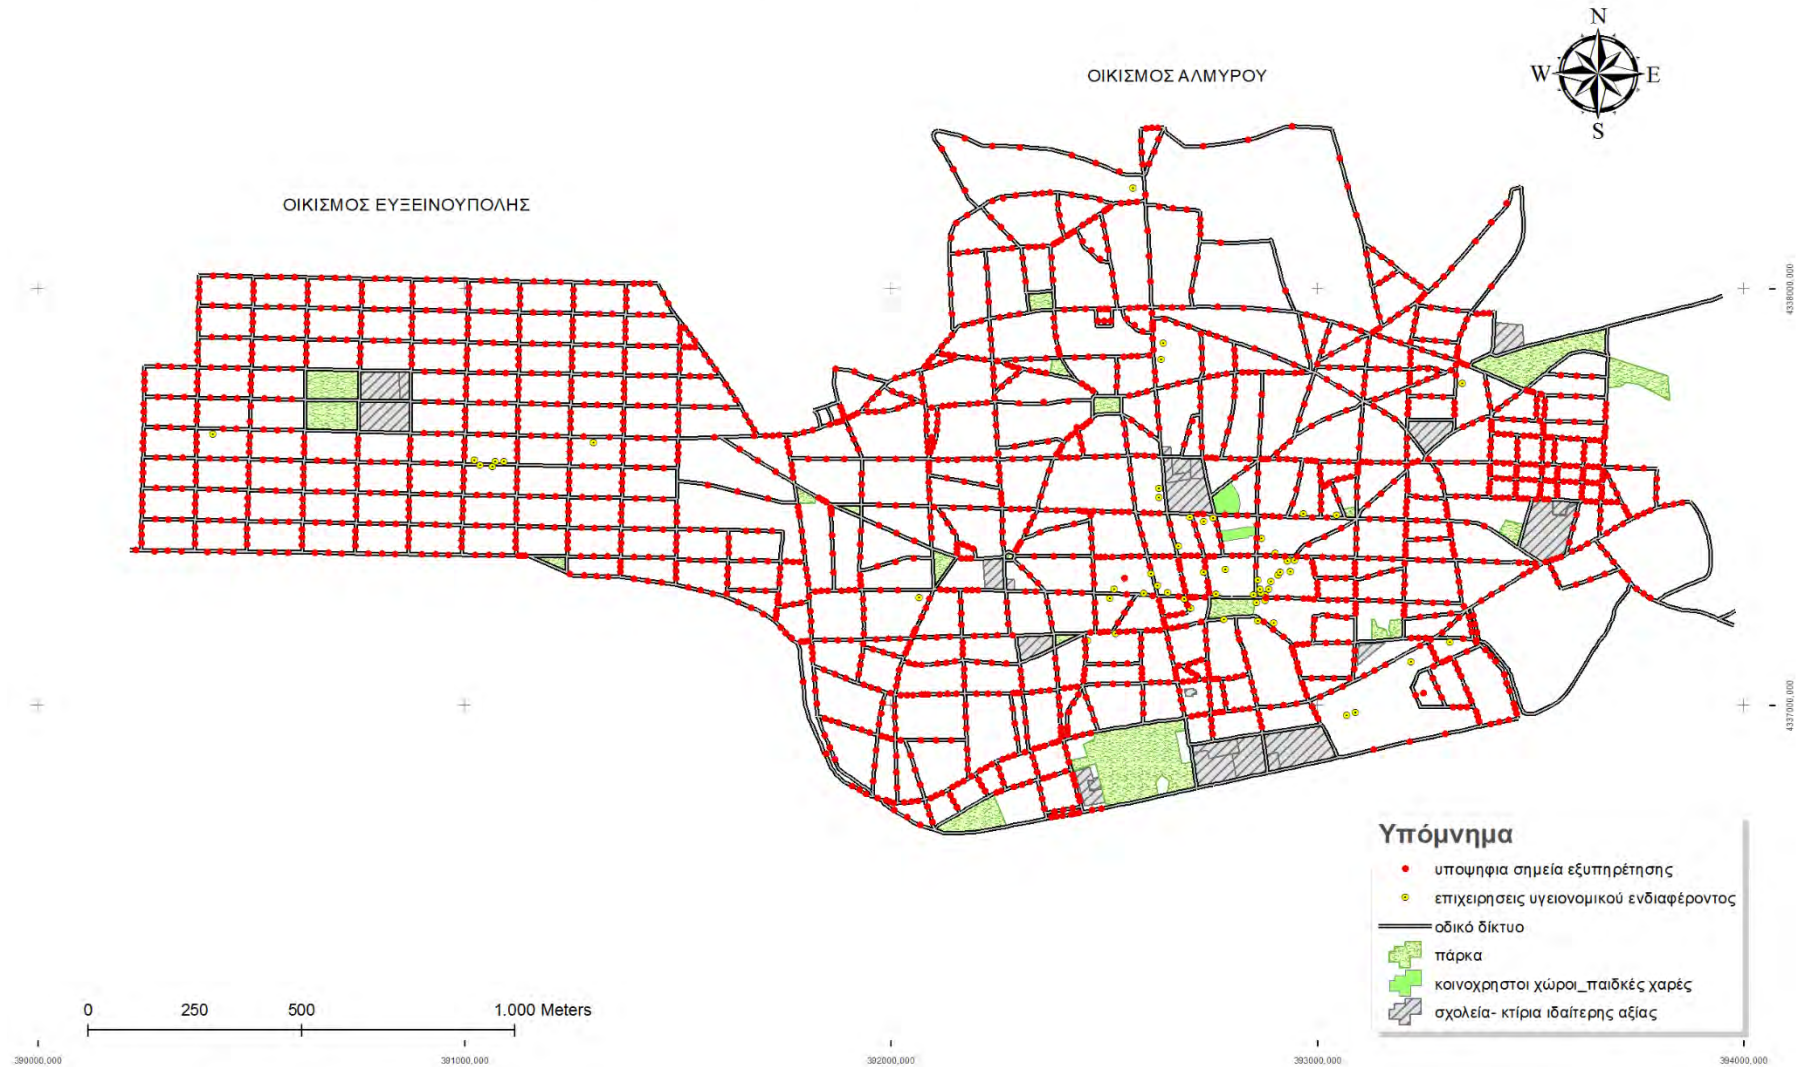 N
W E
S
ΟΙΚΙΣΜΟΣ ΑΛΜΥΡΟΥ
ΟΙΚΙΣΜΟΣ ΕΥΞΕΙΝΟΥΠΟΛΗΣ
4338000,000
4337000,000
Υπόμνημα
υποψηφια σημεία εξυπηρέτησης
επιχειρησεις υγειονομικού ενδιαφέροντος
οδικό δίκτυο
πάρκα
κοινοχρηστοι χώροι_παιδκές χαρές
σχολεία- κτίρια ιδαίτερης αξίας
0 250 500 1.000 Meters
390000,000 391000,000 392000,000 393000,000 394000,000